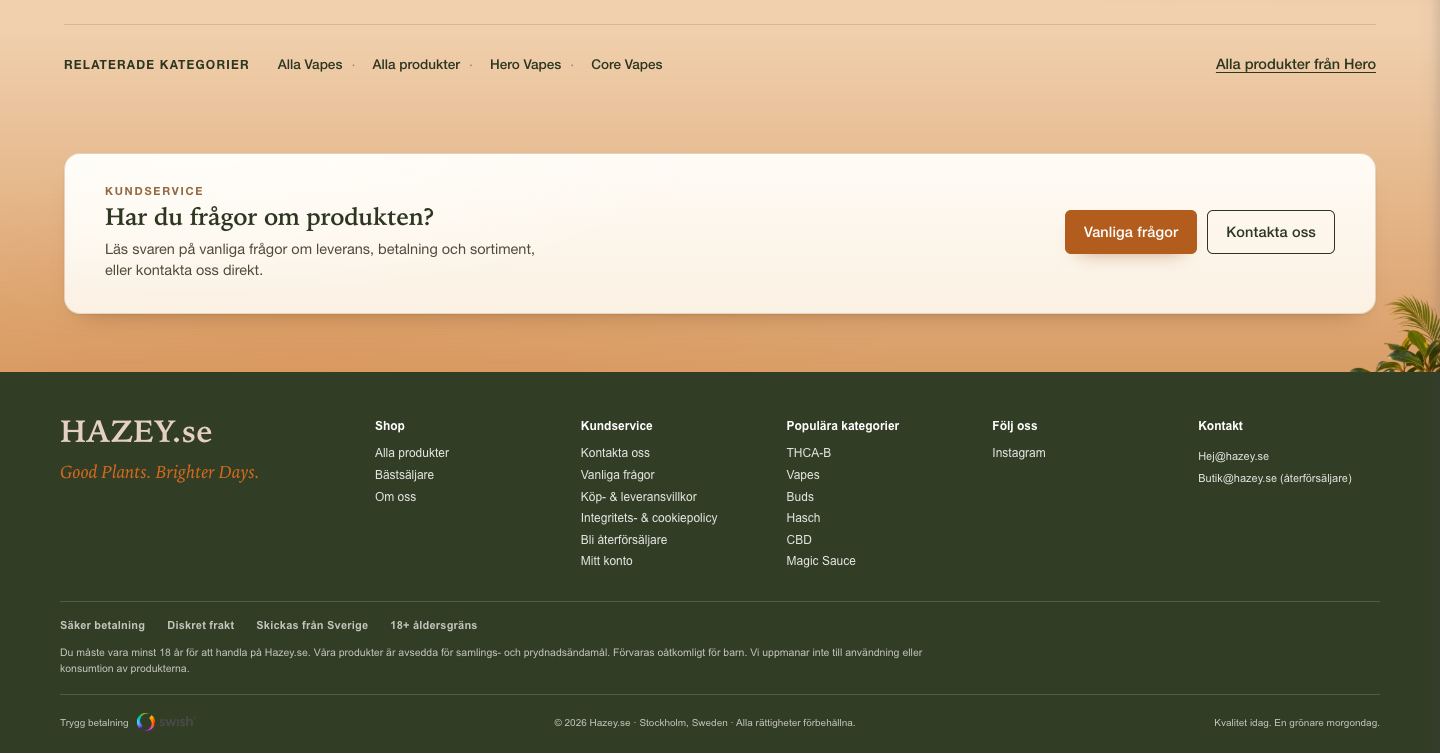 RELATERADE KATEGORIER Alla Vapes · Alla produkter · Hero Vapes · Core Vapes Alla produkter från Hero
KUNDSERVICE
Har du frågor om produkten?
Läs svaren på vanliga frågor om leverans, betalning och sortiment,
eller kontakta oss direkt.
Vanliga frågor Kontakta oss
HAZEY.se
Good Plants. Brighter Days.
Shop
Alla produkter
Bästsäljare
Om oss
Kundservice
Kontakta oss
Vanliga frågor
Köp- & leveransvillkor
Integritets- & cookiepolicy
Bli återförsäljare
Mitt konto
Populära kategorier
THCA-B
Vapes
Buds
Hasch
CBD
Magic Sauce
Följ oss
Instagram
Kontakt
Hej@hazey.se
Butik@hazey.se (återförsäljare)
Säker betalning Diskret frakt Skickas från Sverige 18+ åldersgräns
Du måste vara minst 18 år för att handla på Hazey.se. Våra produkter är avsedda för samlings- och prydnadsändamål. Förvaras oåtkomligt för barn. Vi uppmanar inte till användning eller
konsumtion av produkterna.
Trygg betalning swish © 2026 Hazey.se · Stockholm, Sweden · Alla rättigheter förbehållna. Kvalitet idag. En grönare morgondag.